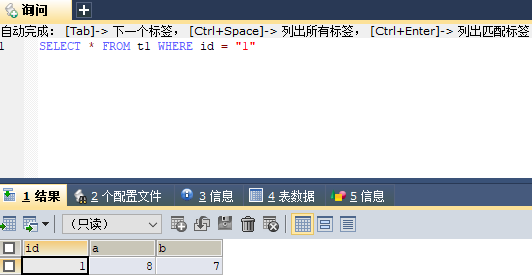 询问
自动完成： [Tab]-> 下一个标签， [Ctrl+Space]-> 列出所有标签， [Ctrl+Enter]-> 列出匹配标签
1 SELECT * FROM t1 WHERE id = "1"
1 结果 2 个配置文件 3 信息 4 表数据 5 信息
（只读）
id a b
1 8 7